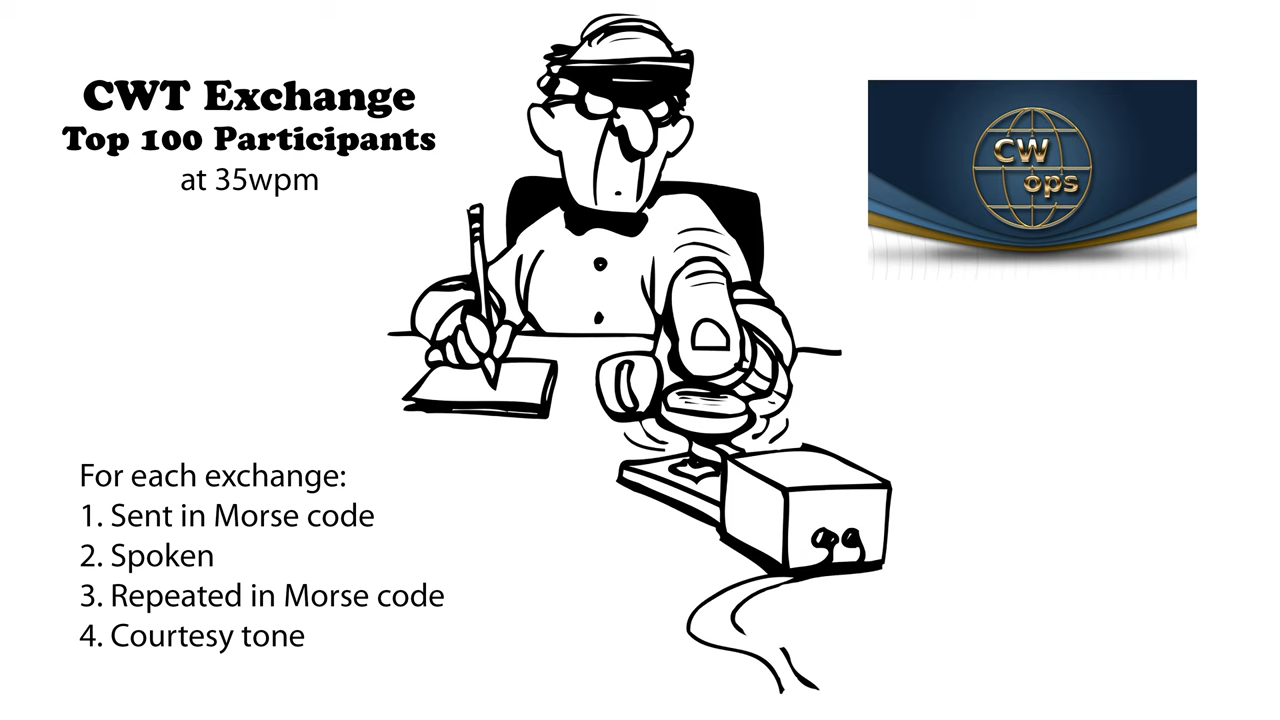 CWT Exchange
Top 100 Participants
at 35wpm
CW
ops
For each exchange:
1. Sent in Morse code
2. Spoken
3. Repeated in Morse code
4. Courtesy tone